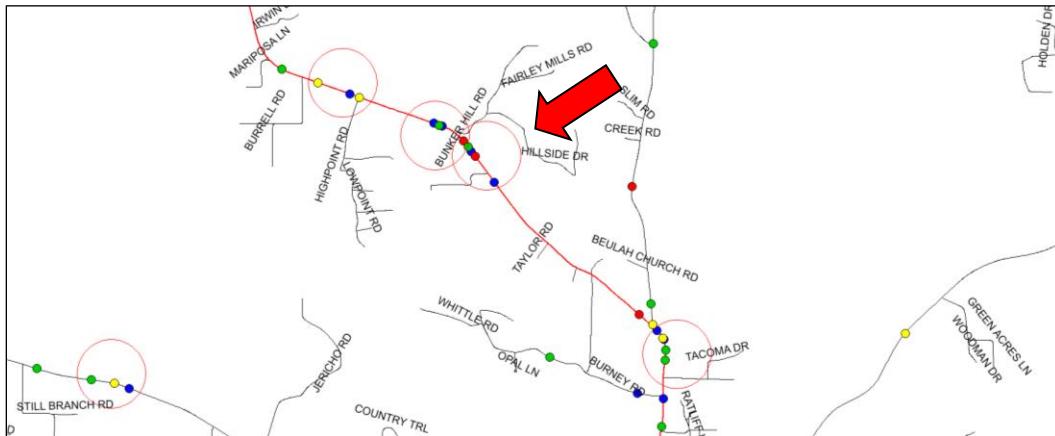 MARIPOSA LN
BURRELL RD
HIGHPOINT RD
LOWPOINT RD
BUNKER HILL RD
FAIRLEY MILLS RD
HILLSIDE DR
SLIM RD
CREEK RD
HOLDEN DR
TAYLOR RD
BEULAH CHURCH RD
WHITTLE RD
OPAL LN
BURNEY RD
TACOMA DR
GREEN ACRES LN
WOODMAN DR
JERICHO RD
STILL BRANCH RD
COUNTRY TRL